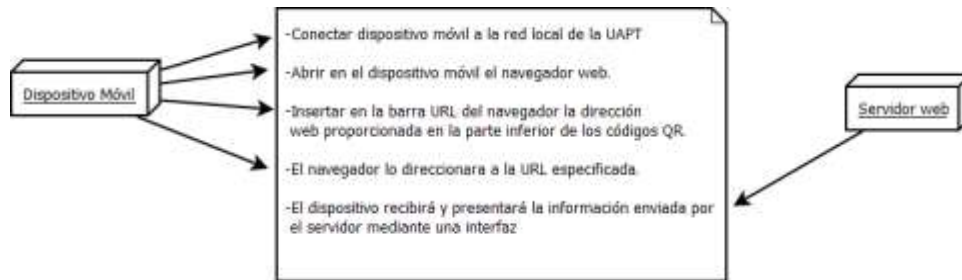 -Conectar dispositivo móvil a la red local de la UAPT
-Abrir en el dispositivo móvil el navegador web.
Dispositivo Móvil
-Insertar en la barra URL del navegador la dirección
web proporcionada en la parte inferior de los códigos QR.
Servidor web
-El navegador lo direccionara a la URL especificada.
-El dispositivo recibirá y presentará la información enviada por
el servidor mediante una interfaz